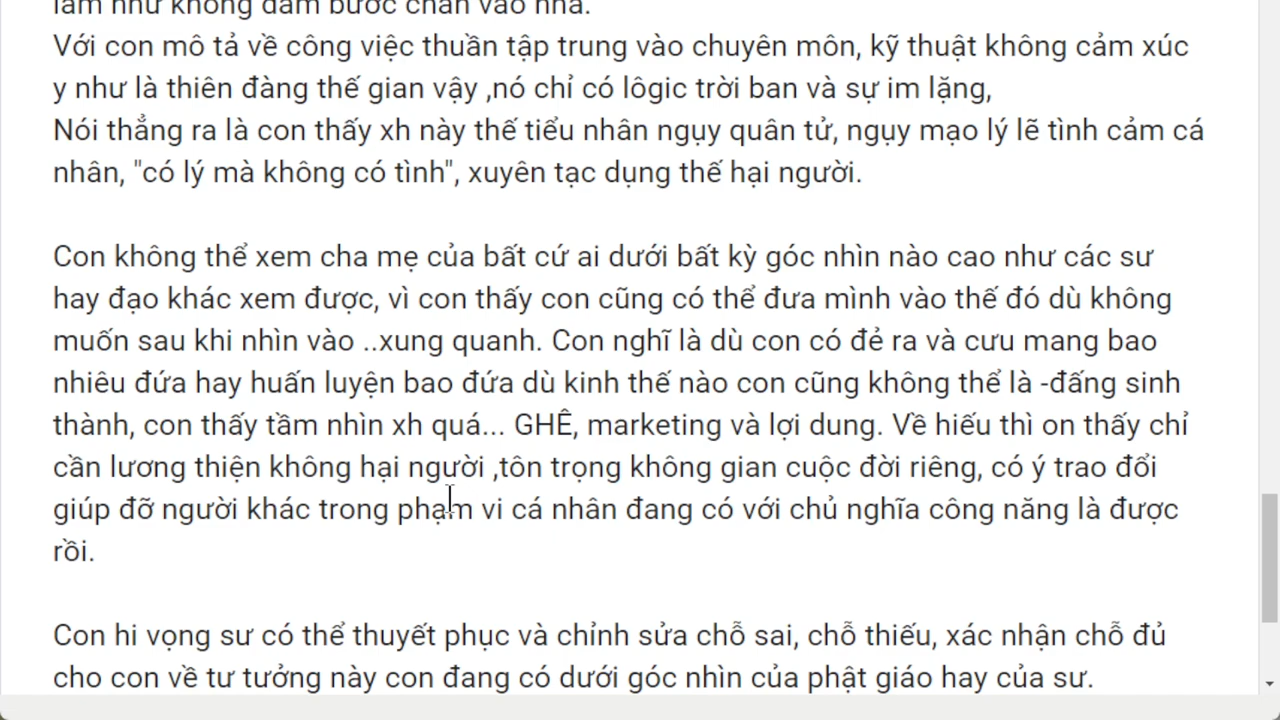 làm như không dám bước chân vào nhà.
Với con mô tả về công việc thuần tập trung vào chuyên môn, kỹ thuật không cảm xúc
y như là thiên đàng thế gian vậy ,nó chỉ có lôgic trời ban và sự im lặng,
Nói thẳng ra là con thấy xh này thế tiểu nhân ngụy quân tử, ngụy mạo lý lẽ tình cảm cá
nhân, "có lý mà không có tình", xuyên tạc dụng thế hại người.
Con không thể xem cha mẹ của bất cứ ai dưới bất kỳ góc nhìn nào cao như các sư
hay đạo khác xem được, vì con thấy con cũng có thể đưa mình vào thế đó dù không
muốn sau khi nhìn vào ..xung quanh. Con nghĩ là dù con có đẻ ra và cưu mang bao
nhiêu đứa hay huấn luyện bao đứa dù kinh thế nào con cũng không thể là -đấng sinh
thành, con thấy tầm nhìn xh quá... GHÊ, marketing và lợi dung. Về hiếu thì on thấy chỉ
cần lương thiện không hại người ,tôn trọng không gian cuộc đời riêng, có ý trao đổi
giúp đỡ người khác trong phạm vi cá nhân đang có với chủ nghĩa công năng là được
rồi.
Con hi vọng sư có thể thuyết phục và chỉnh sửa chỗ sai, chỗ thiếu, xác nhận chỗ đủ
cho con về tư tưởng này con đang có dưới góc nhìn của phật giáo hay của sư.